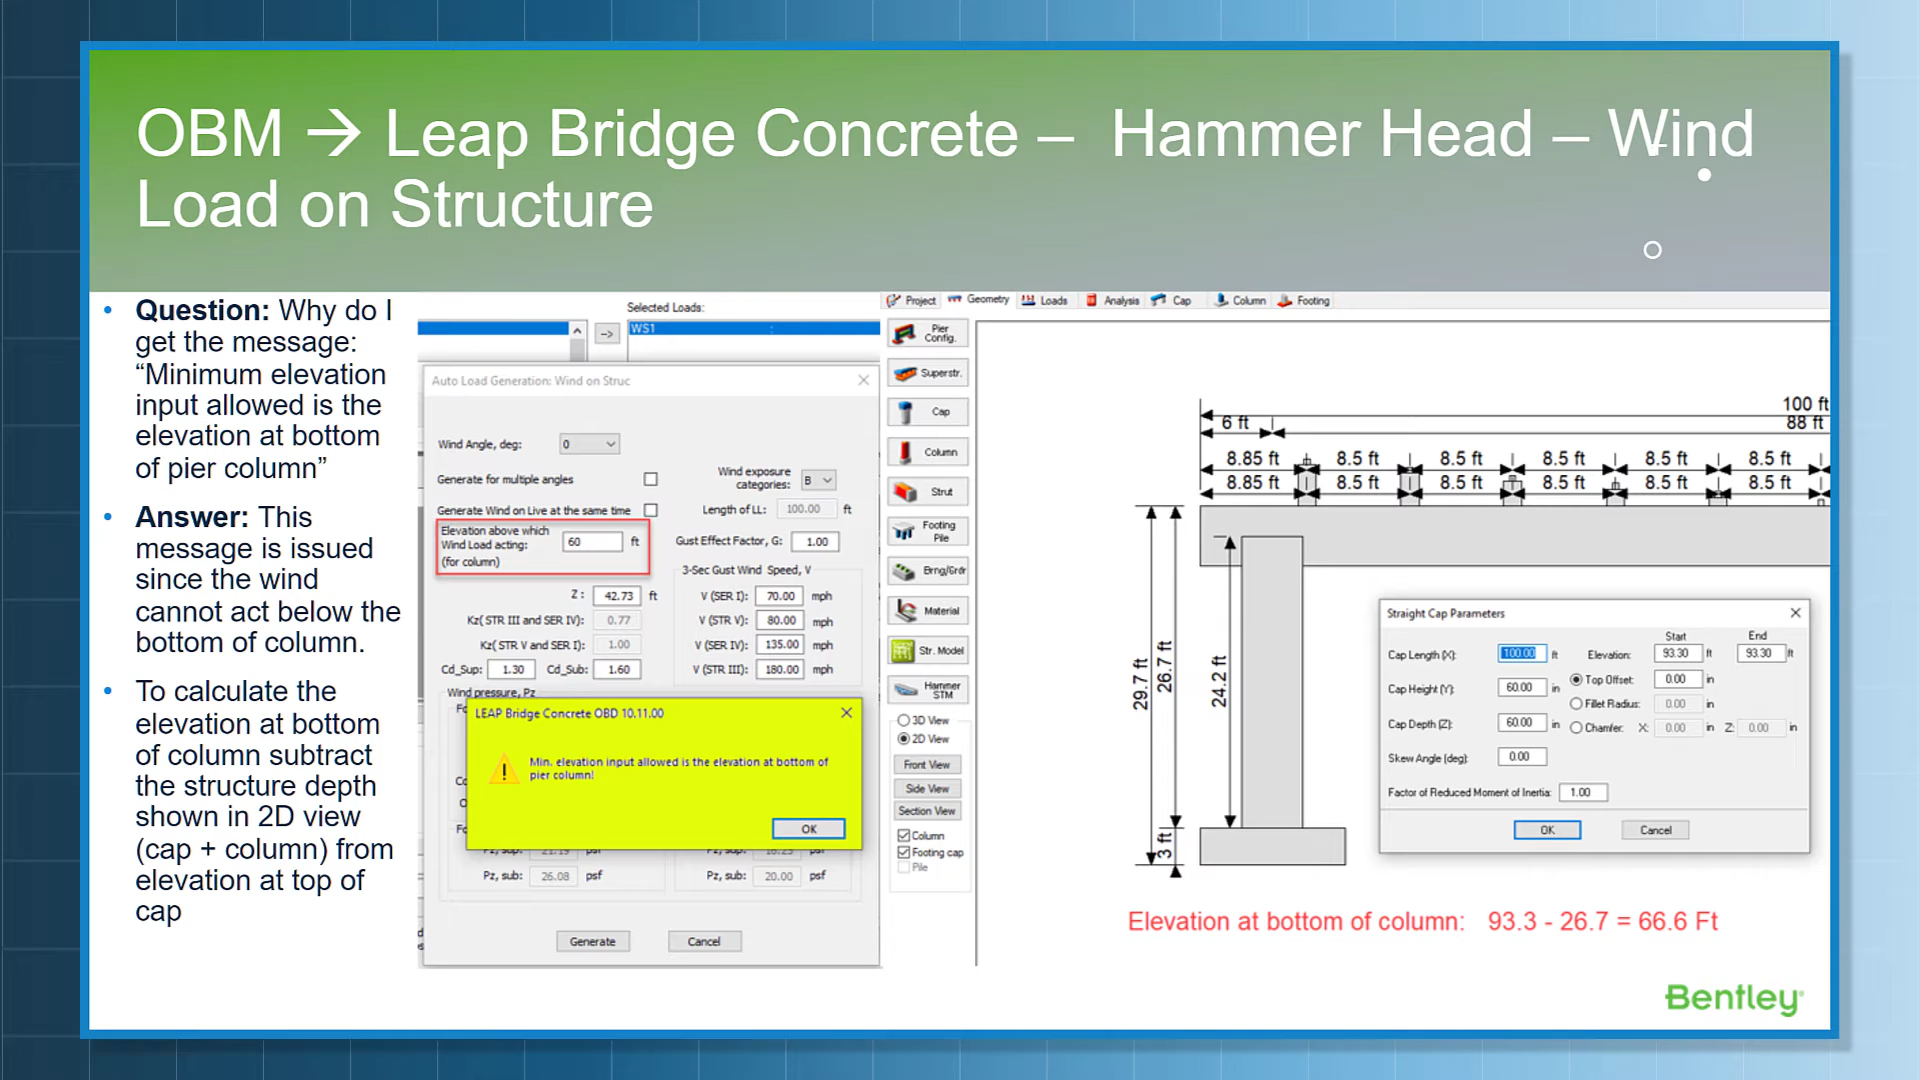 OBM → Leap Bridge Concrete – Hammer Head – Wind
Load on Structure
• Question: Why do I
get the message:
“Minimum elevation
input allowed is the
elevation at bottom
of pier column”
• Answer: This
message is issued
since the wind
cannot act below the
bottom of column.
• To calculate the
elevation at bottom
of column subtract
the structure depth
shown in 2D view
(cap + column) from
elevation at top of
cap
Selected Loads:
->
WS1 :
Auto Load Generation: Wind on Struc
Wind Angle, deg: 0
Generate for multiple angles
Wind exposure
categories: B
Generate Wind on Live at the same time
Length of LL: 100.00 ft
Elevation above which
Wind Load acting: 60 ft
(for column)
Gust Effect Factor, G: 1.00
3-Sec Gust Wind Speed, V
Z : 42.73 ft
V (SER I): 70.00 mph
Kz( STR III and SER IV): 0.77
V (STR V): 80.00 mph
Kz( STR V and SER I): 1.00
V (SER IV): 135.00 mph
Cd_Sup: 1.30 Cd_Sub: 1.60
V (STR III): 180.00 mph
Wind pressure, Pz
LEAP Bridge Concrete OBD 10.11.00
Min. elevation input allowed is the elevation at bottom of
pier column!
OK
Pz, sup: 21.19 psf
Pz, sup: 16.25 psf
Pz, sub: 26.08 psf
Pz, sub: 20.00 psf
Generate Cancel
Project Geometry Loads Analysis Cap Column Footing
Pier
Config.
Superstr.
Cap
Column
Strut
Footing
Pile
Brng/Grdr
Material
Str. Model
Hammer
STM
3D View
2D View
Front View
Side View
Section View
Column
Footing cap
Pile
100 ft
6 ft 88 ft
8.85 ft 8.5 ft 8.5 ft 8.5 ft 8.5 ft 8.5 ft
8.85 ft 8.5 ft 8.5 ft 8.5 ft 8.5 ft 8.5 ft
29.7 ft
26.7 ft
24.2 ft
3 ft
Straight Cap Parameters
Start End
Cap Length (X): 100.00 ft Elevation: 93.30 ft 93.30 ft
Top Offset: 0.00 in
Cap Height (Y): 60.00 in
Fillet Radius: 0.00 in
Cap Depth (Z): 60.00 in
Chamfer: X: 0.00 in Z: 0.00 in
Skew Angle (deg): 0.00
Factor of Reduced Moment of Inertia: 1.00
OK Cancel
Elevation at bottom of column: 93.3 - 26.7 = 66.6 Ft
Bentley